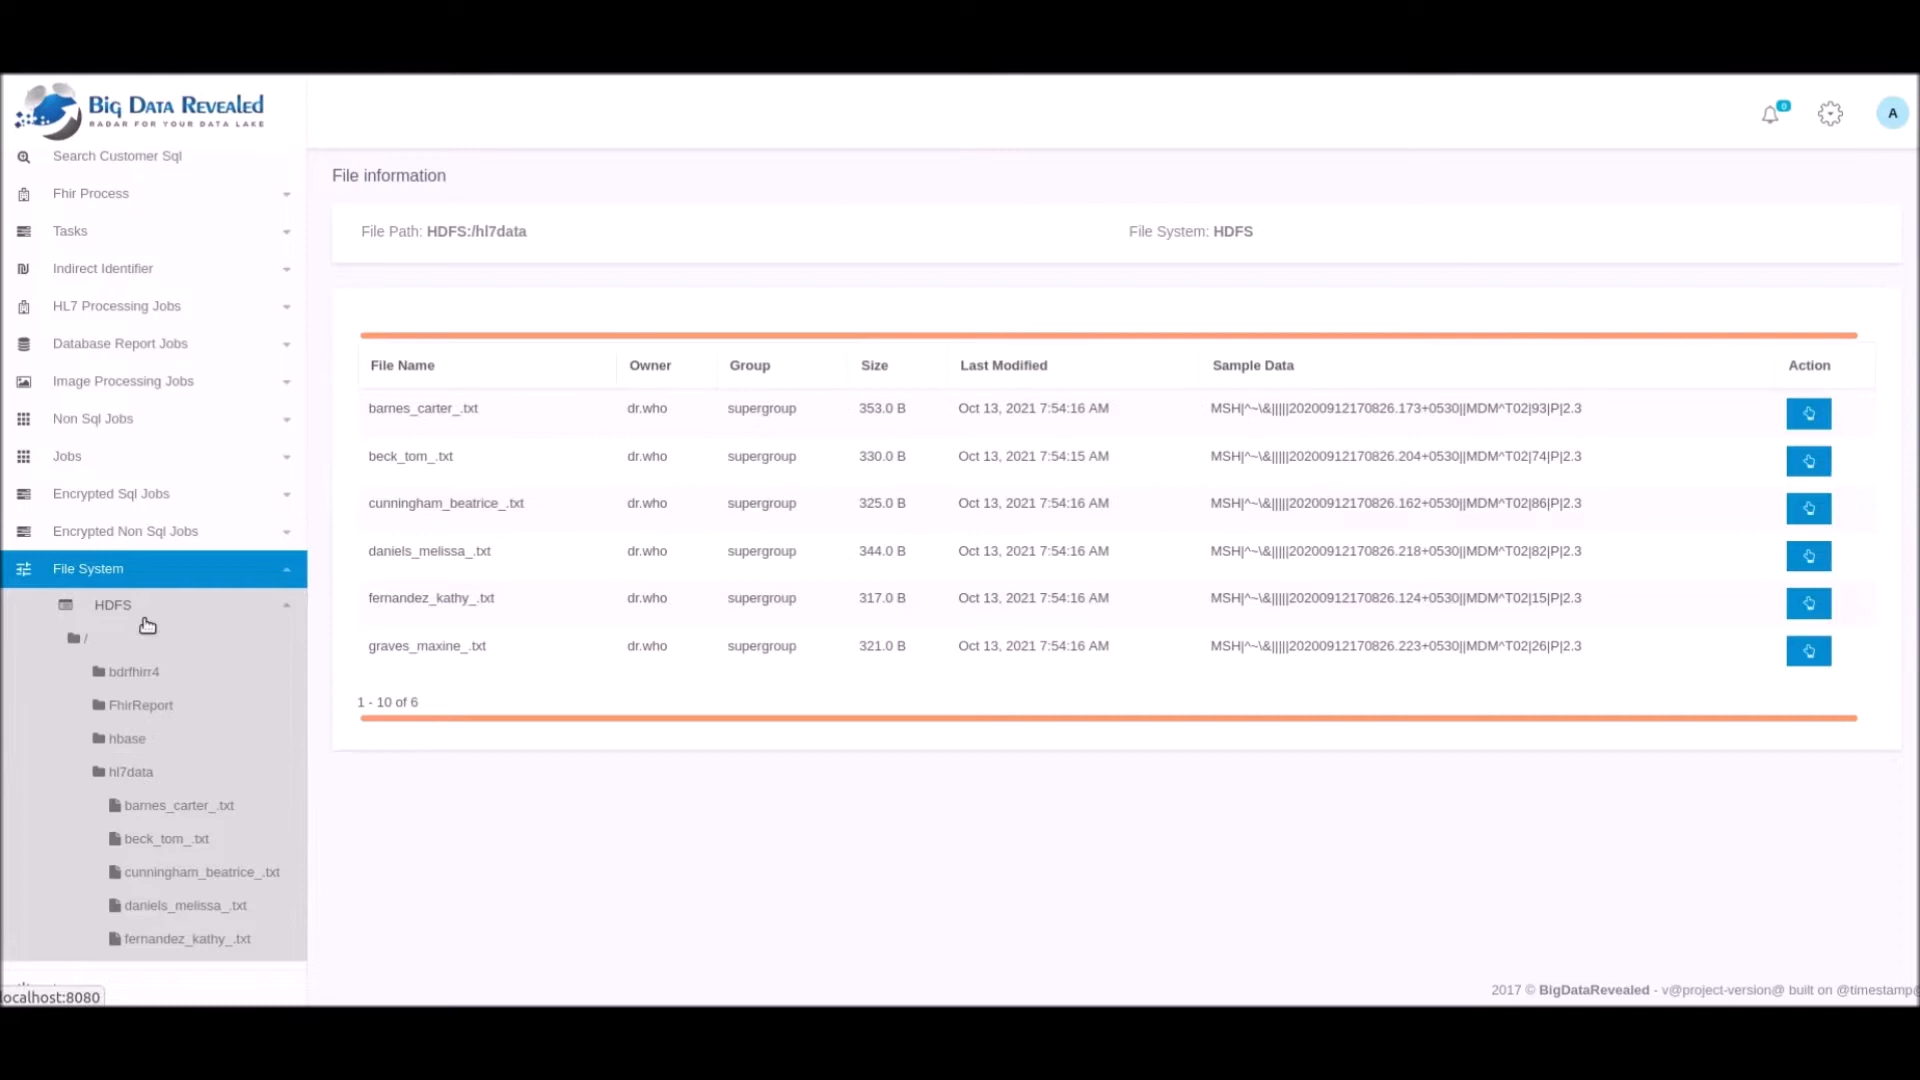 Big Data Revealed
RADAR FOR YOUR DATA LAKE
0
A
Search Customer Sql
Fhir Process
Tasks
Indirect Identifier
HL7 Processing Jobs
Database Report Jobs
Image Processing Jobs
Non Sql Jobs
Jobs
Encrypted Sql Jobs
Encrypted Non Sql Jobs
File System
HDFS
/
bdrfhirr4
FhirReport
hbase
hl7data
barnes_carter_.txt
beck_tom_.txt
cunningham_beatrice_.txt
daniels_melissa_.txt
fernandez_kathy_.txt
localhost:8080
File information
File Path: HDFS:/hl7data File System: HDFS
File Name Owner Group Size Last Modified Sample Data Action
barnes_carter_.txt dr.who supergroup 353.0 B Oct 13, 2021 7:54:16 AM MSH|^~\&|||||20200912170826.173+0530||MDM^T02|93|P|2.3
beck_tom_.txt dr.who supergroup 330.0 B Oct 13, 2021 7:54:15 AM MSH|^~\&|||||20200912170826.204+0530||MDM^T02|74|P|2.3
cunningham_beatrice_.txt dr.who supergroup 325.0 B Oct 13, 2021 7:54:16 AM MSH|^~\&|||||20200912170826.162+0530||MDM^T02|86|P|2.3
daniels_melissa_.txt dr.who supergroup 344.0 B Oct 13, 2021 7:54:16 AM MSH|^~\&|||||20200912170826.218+0530||MDM^T02|82|P|2.3
fernandez_kathy_.txt dr.who supergroup 317.0 B Oct 13, 2021 7:54:16 AM MSH|^~\&|||||20200912170826.124+0530||MDM^T02|15|P|2.3
graves_maxine_.txt dr.who supergroup 321.0 B Oct 13, 2021 7:54:16 AM MSH|^~\&|||||20200912170826.223+0530||MDM^T02|26|P|2.3
1 - 10 of 6
2017 © BigDataRevealed - v@project-version@ built on @timestamp@